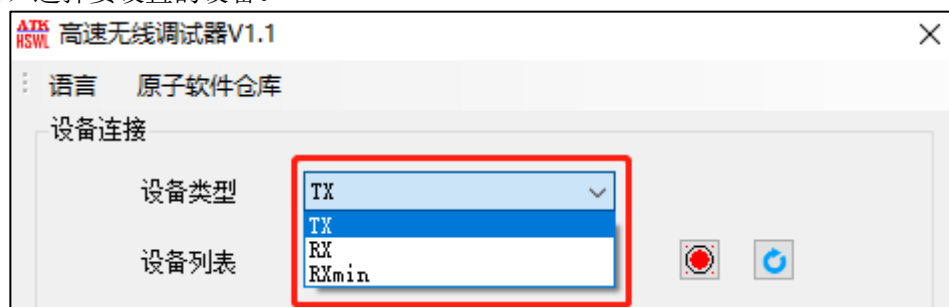 ATK HSWL 高速无线调试器V1.1
语言 原子软件仓库
设备连接
设备类型 TX
TX
RX
设备列表
RXmin